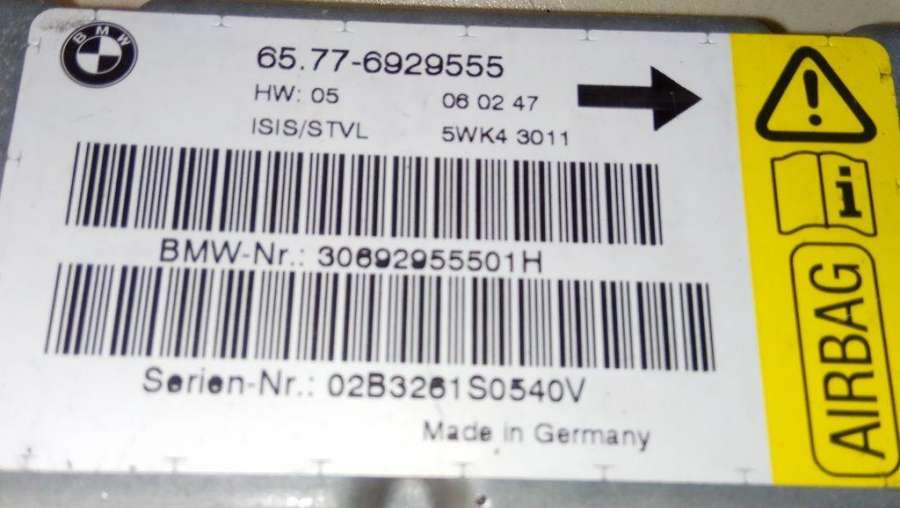 BMW
65.77-6929555
HW: 05 06 02 47
ISIS/STVL 5WK4 3011
BMW-Nr.: 30692955501H
Serien-Nr.: 02B3261S0540V
Made in Germany
AIRBAG